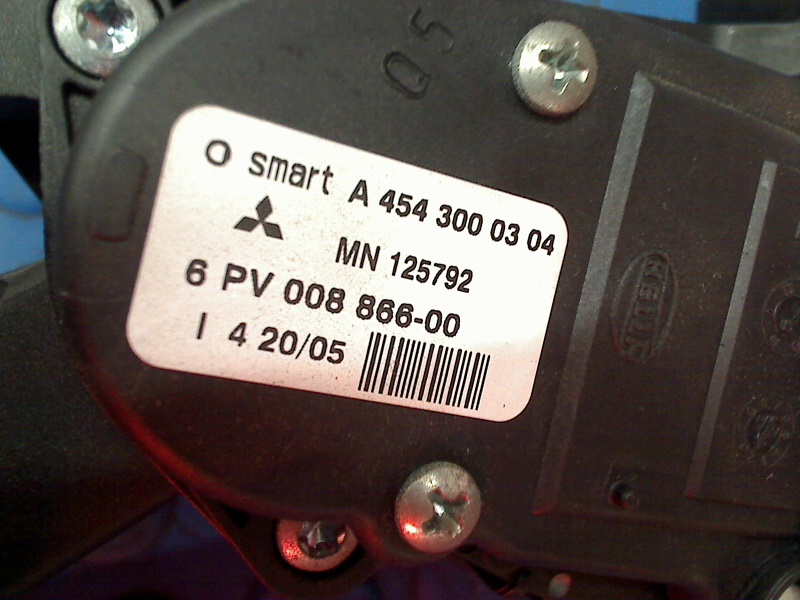 Q5
smart A 454 300 03 04
MN 125792
6 PV 008 866-00
I 4 20/05
HELLA